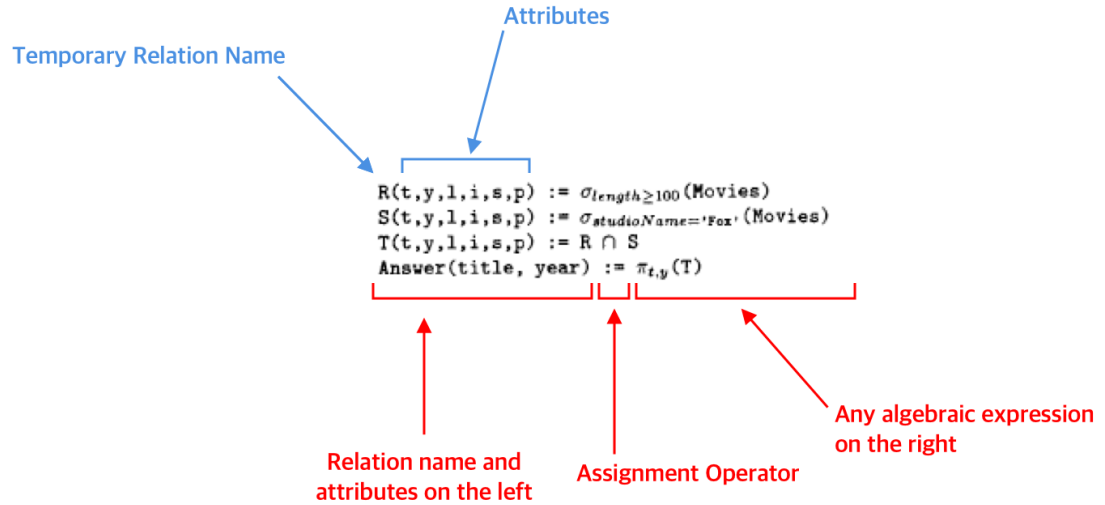 Attributes
Temporary Relation Name
R(t,y,l,i,s,p) := σlength≥100(Movies)
S(t,y,l,i,s,p) := σstudioName='Fox'(Movies)
T(t,y,l,i,s,p) := R ∩ S
Answer(title, year) := πt,y(T)
Any algebraic expression
on the right
Relation name and
attributes on the left
Assignment Operator